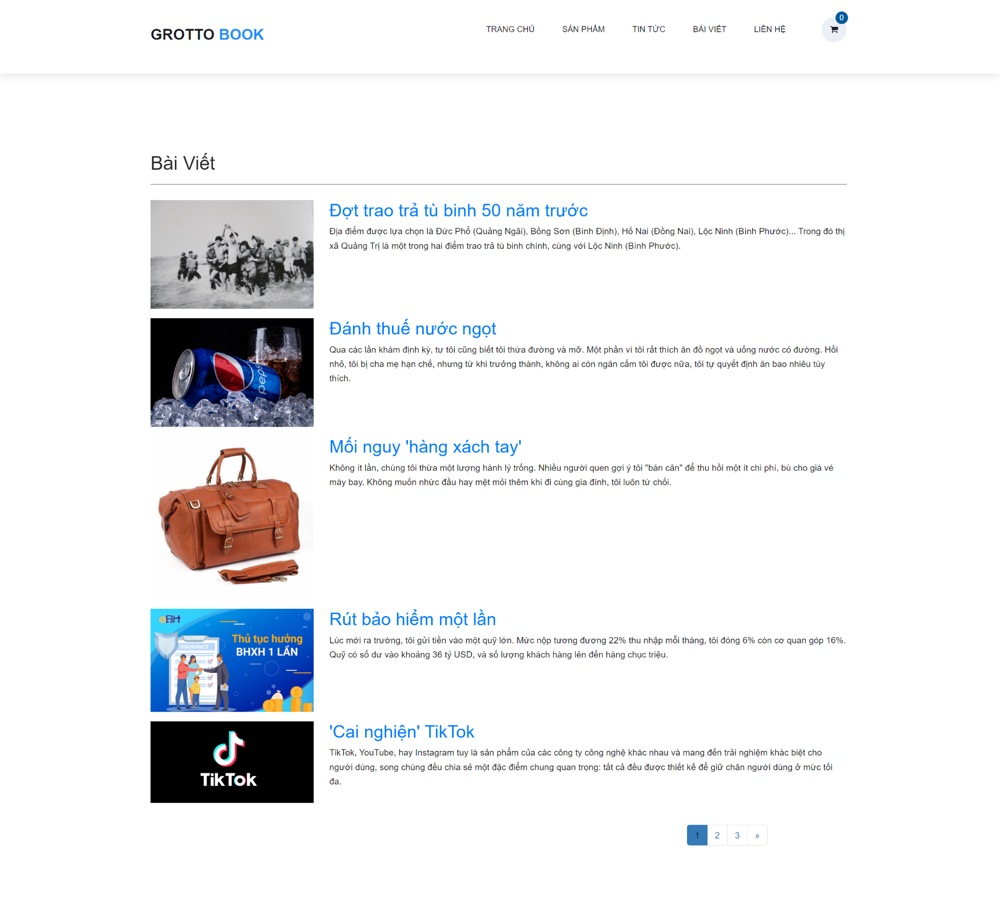 GROTTO BOOK
TRANG CHỦ
SẢN PHẨM
TIN TỨC
BÀI VIẾT
LIÊN HỆ
0
Bài Viết
Đợt trao trả tù binh 50 năm trước
Địa điểm được lựa chọn là Đức Phổ (Quảng Ngãi), Bồng Sơn (Bình Định), Hố Nai (Đồng Nai), Lộc Ninh (Bình Phước)... Trong đó thị
xã Quảng Trị là một trong hai điểm trao trả tù binh chính, cùng với Lộc Ninh (Bình Phước).
pepsi
Đánh thuế nước ngọt
Qua các lần khám định kỳ, tự tôi cũng biết tôi thừa đường và mỡ. Một phần vì tôi rất thích ăn đồ ngọt và uống nước có đường. Hồi
nhỏ, tôi bị cha mẹ hạn chế, nhưng từ khi trưởng thành, không ai còn ngăn cấm tôi được nữa, tôi tự quyết định ăn bao nhiêu tùy
thích.
Mối nguy 'hàng xách tay'
Không ít lần, chúng tôi thừa một lượng hành lý trống. Nhiều người quen gợi ý tôi "bán cân" để thu hồi một ít chi phí, bù cho giá vé
máy bay. Không muốn nhức đầu hay mệt mỏi thêm khi đi cùng gia đình, tôi luôn từ chối.
eBH
INSURANCE
Thủ tục hưởng
BHXH 1 LẦN
Rút bảo hiểm một lần
Lúc mới ra trường, tôi gửi tiền vào một quỹ lớn. Mức nộp tương đương 22% thu nhập mỗi tháng, tôi đóng 6% còn cơ quan góp 16%.
Quỹ có số dư vào khoảng 36 tỷ USD, và số lượng khách hàng lên đến hàng chục triệu.
TikTok
'Cai nghiện' TikTok
TikTok, YouTube, hay Instagram tuy là sản phẩm của các công ty công nghệ khác nhau và mang đến trải nghiệm khác biệt cho
người dùng, song chúng đều chia sẻ một đặc điểm chung quan trọng: tất cả đều được thiết kế để giữ chân người dùng ở mức tối
đa.
1 2 3 »